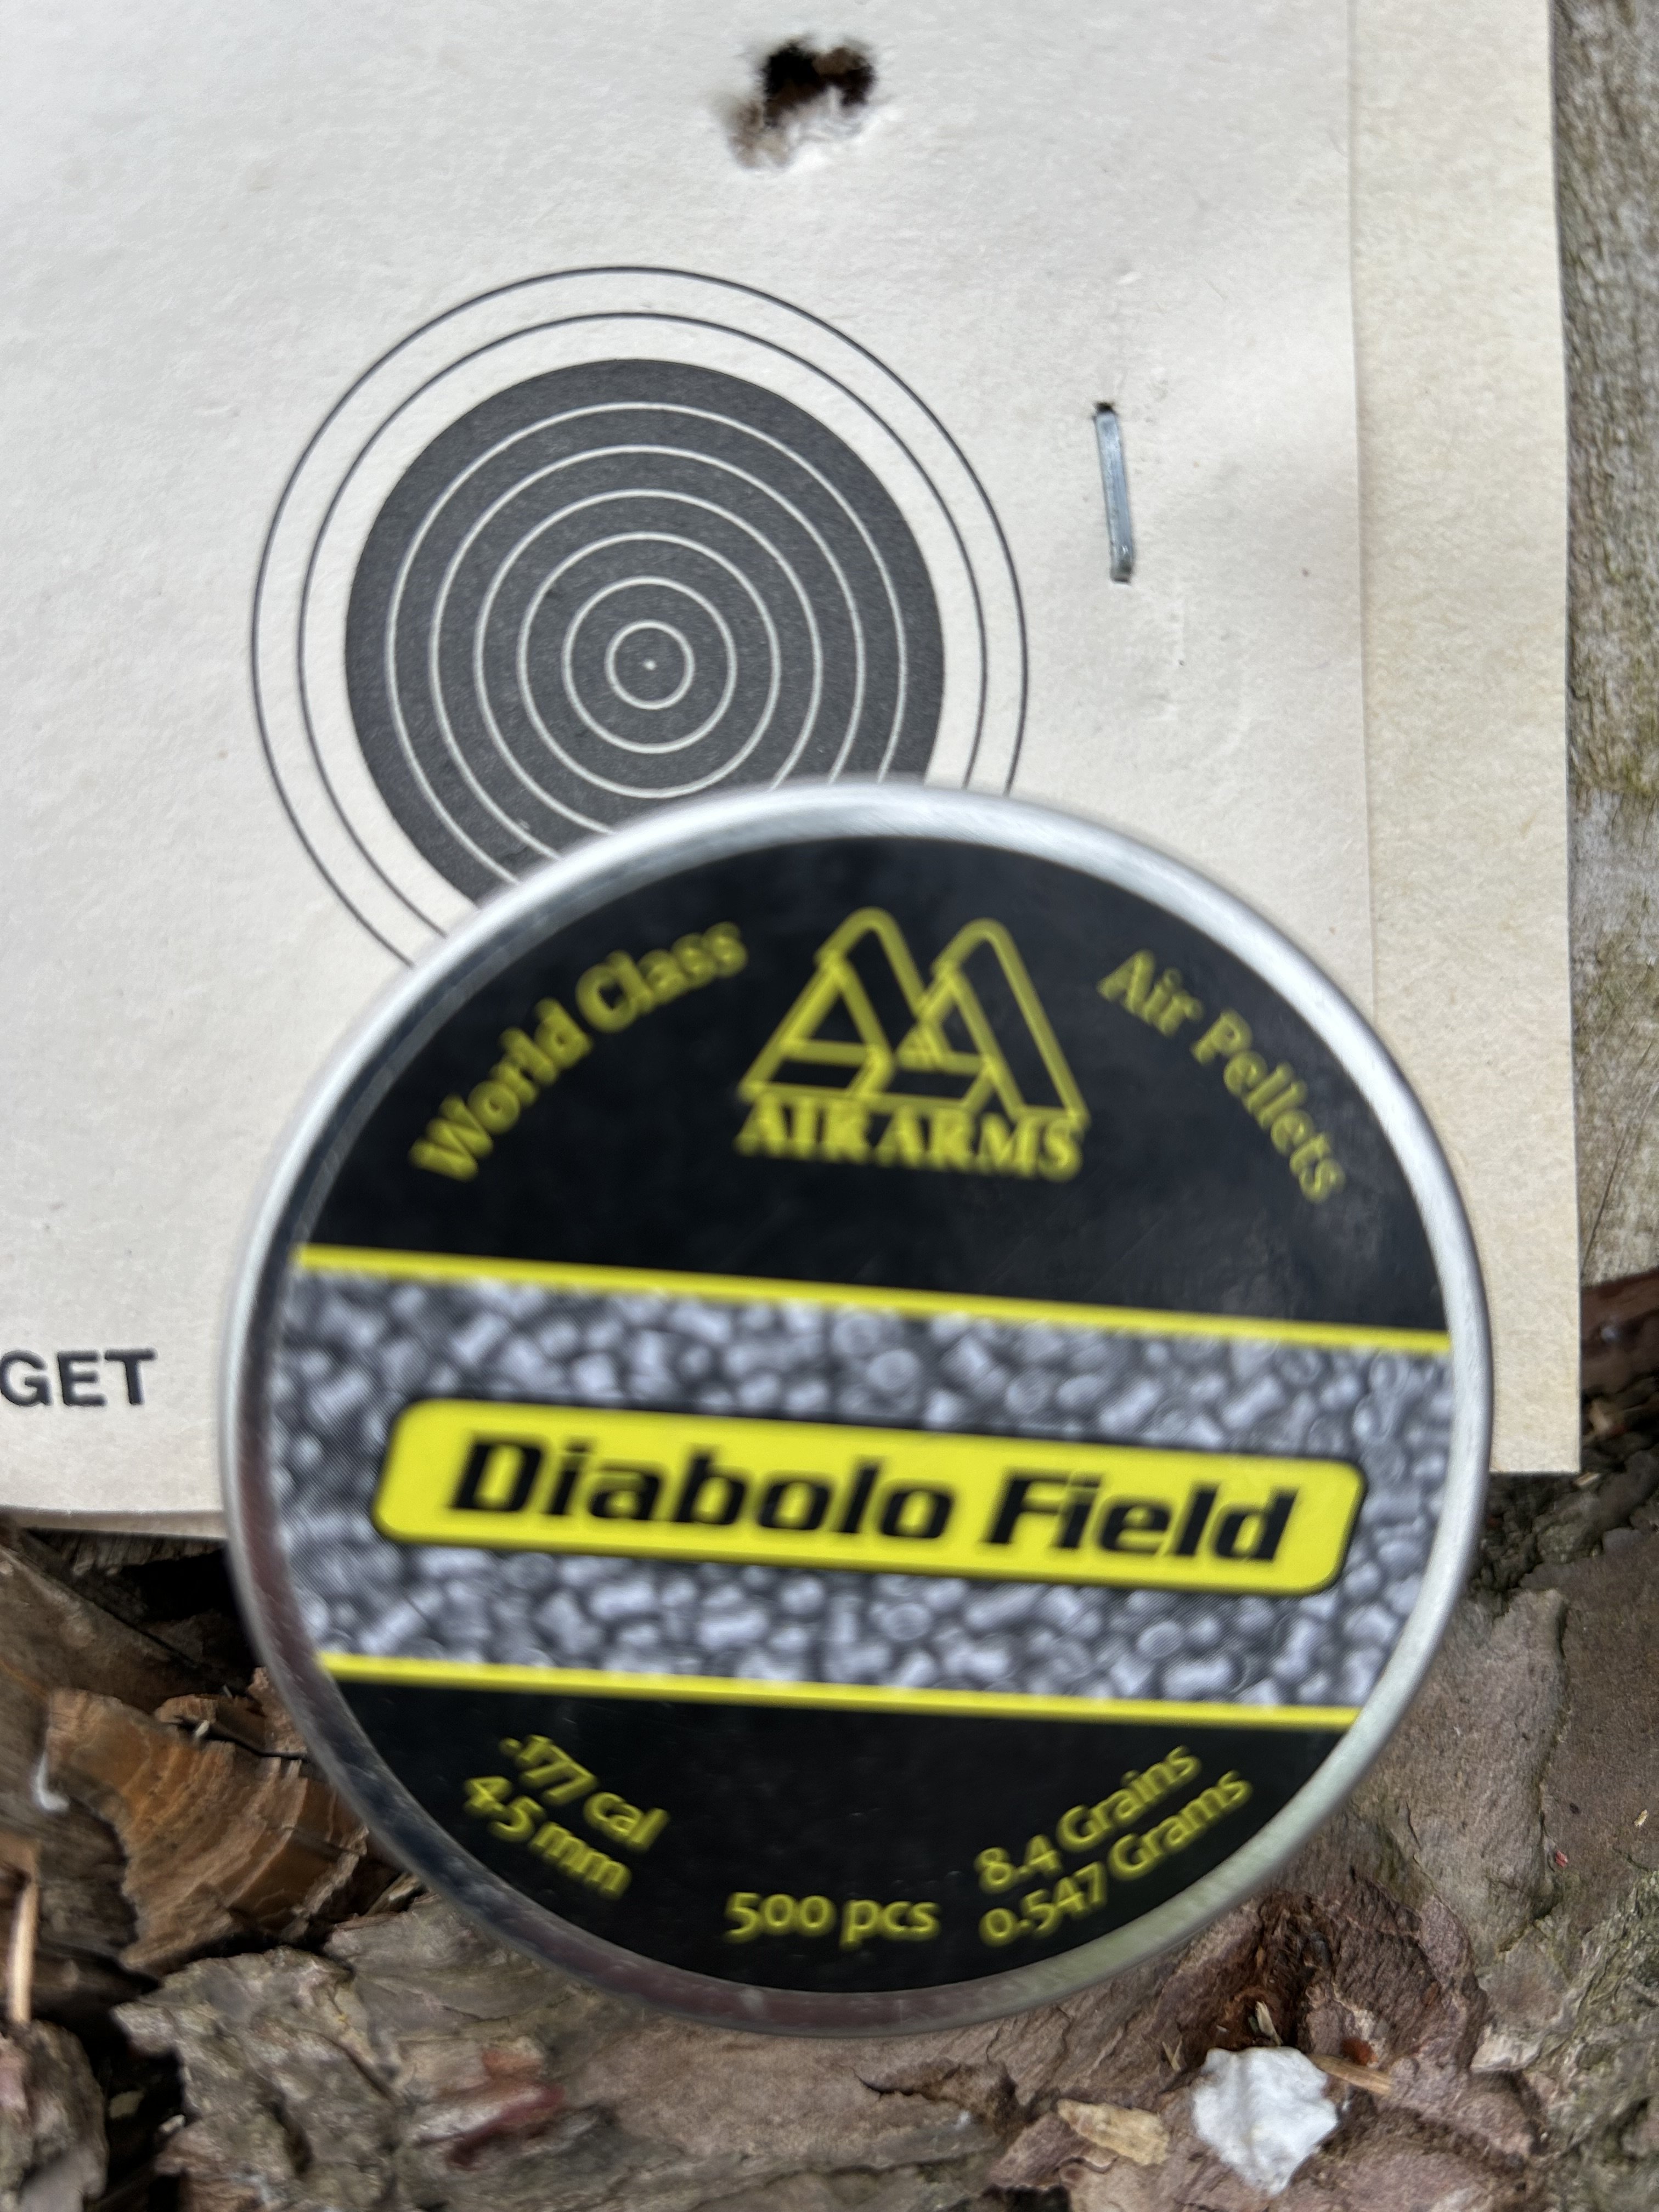 World Class
AIR ARMS
Air Pellets
GET
Diabolo Field
.177 cal
4.5 mm
500 pcs
8.4 Grains
0.547 Grams